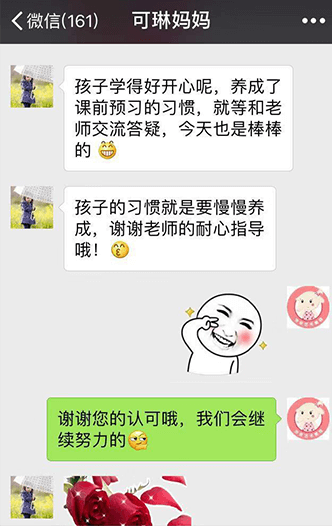 微信(161)
可琳妈妈
孩子学得好开心呢，养成了
课前预习的习惯，就等和老
师交流答疑，今天也是棒棒
的
孩子的习惯就是要慢慢养
成，谢谢老师的耐心指导
哦！
谢谢您的认可哦，我们会继
续努力的